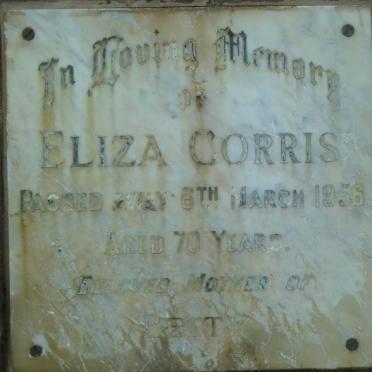 In Loving Memory
of
ELIZA CORRIS
PASSED AWAY 6TH MARCH 1956
AGED 70 YEARS.
BELOVED MOTHER OF